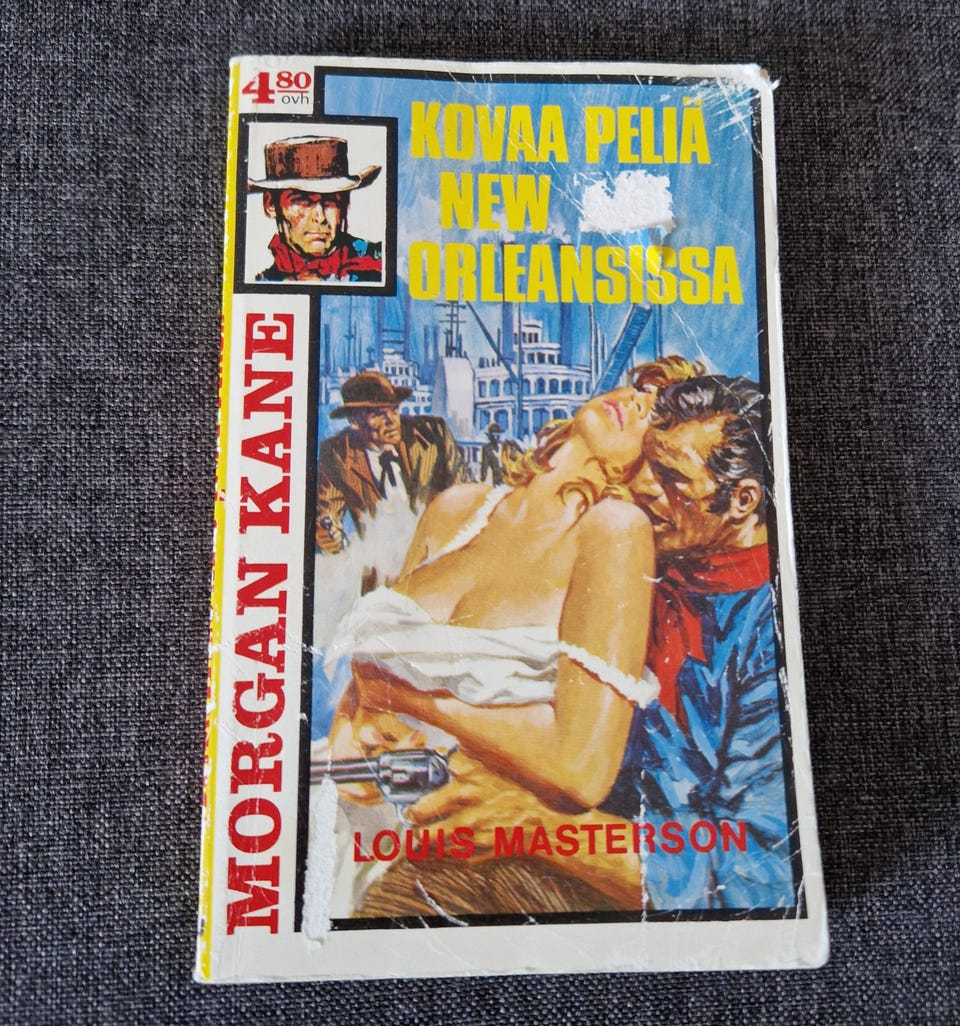 4 80
ovh
KOVAA PELIÄ
NEW
ORLEANSISSA
MORGAN KANE
LOUIS MASTERSON